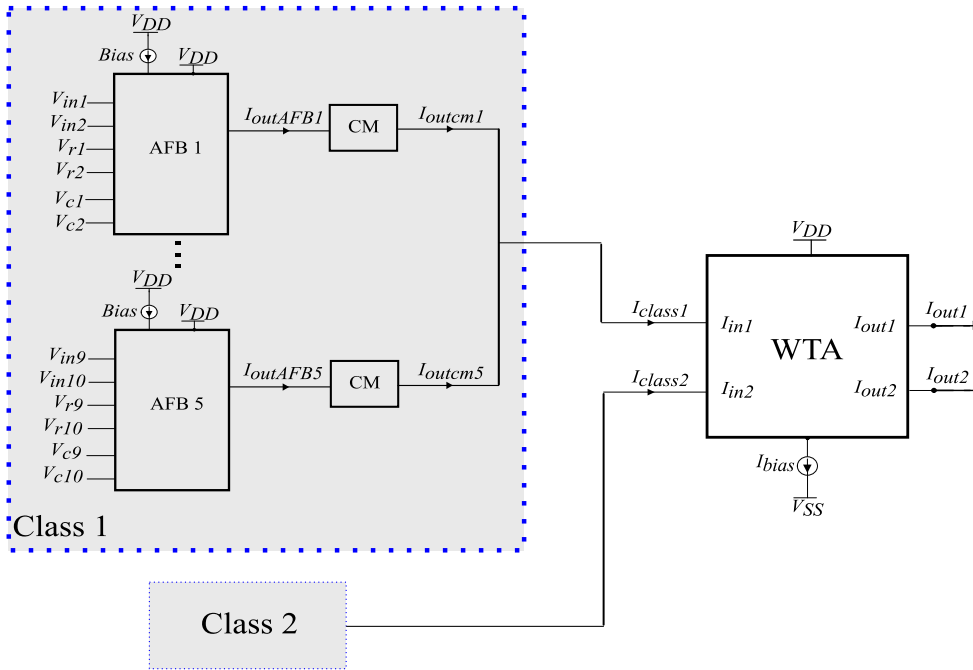 VDD
Bias
VDD
Vin1
Vin2
Vr1
Vr2
Vc1
Vc2
AFB 1
IoutAFB1
CM
Ioutcm1
VDD
Bias
VDD
Vin9
Vin10
Vr9
Vr10
Vc9
Vc10
AFB 5
IoutAFB5
CM
Ioutcm5
Class 1
Class 2
Iclass1
Iclass2
VDD
Iin1
Iin2
WTA
Iout1
Iout2
Iout1
Iout2
Ibias
VSS